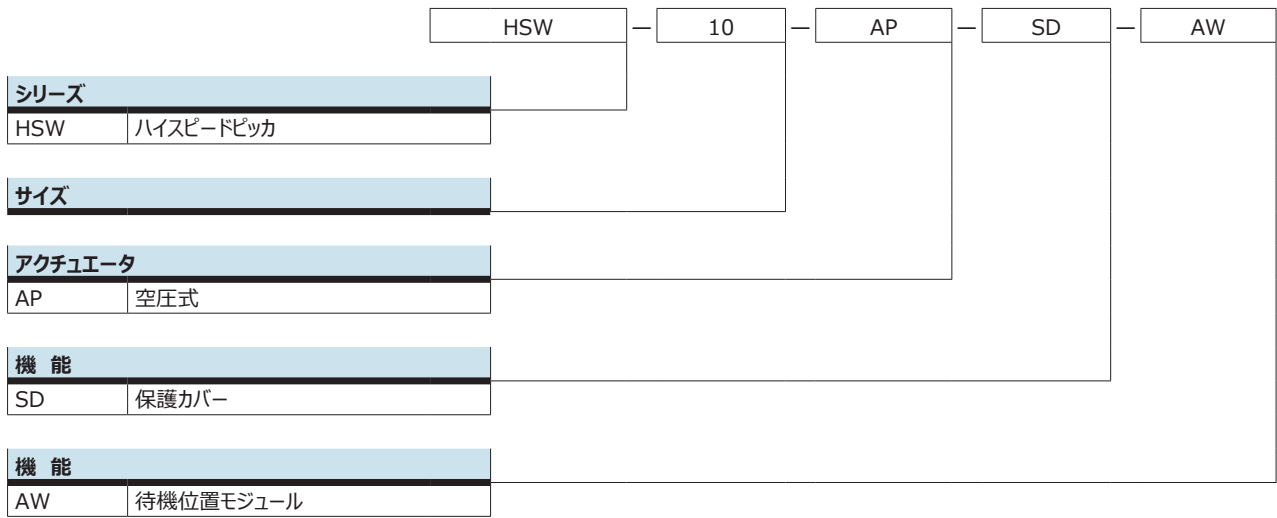 HSW — 10 — AP — SD — AW
シリーズ
HSW ハイスピードピッカ
サイズ
アクチュエータ
AP 空圧式
機 能
SD 保護カバー
機 能
AW 待機位置モジュール